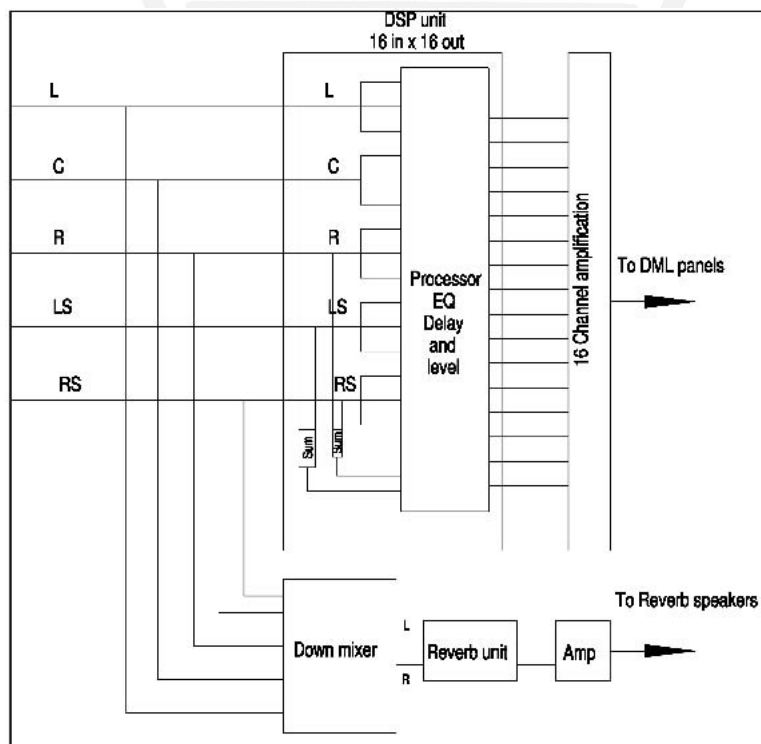 DSP unit
16 in x 16 out
L
L
C
C
R
R
LS
LS
RS
RS
Sum
Sum
Processor
EQ
Delay
and
level
16 Channel amplification
To DML panels
Down mixer
L
R
Reverb unit
Amp
To Reverb speakers